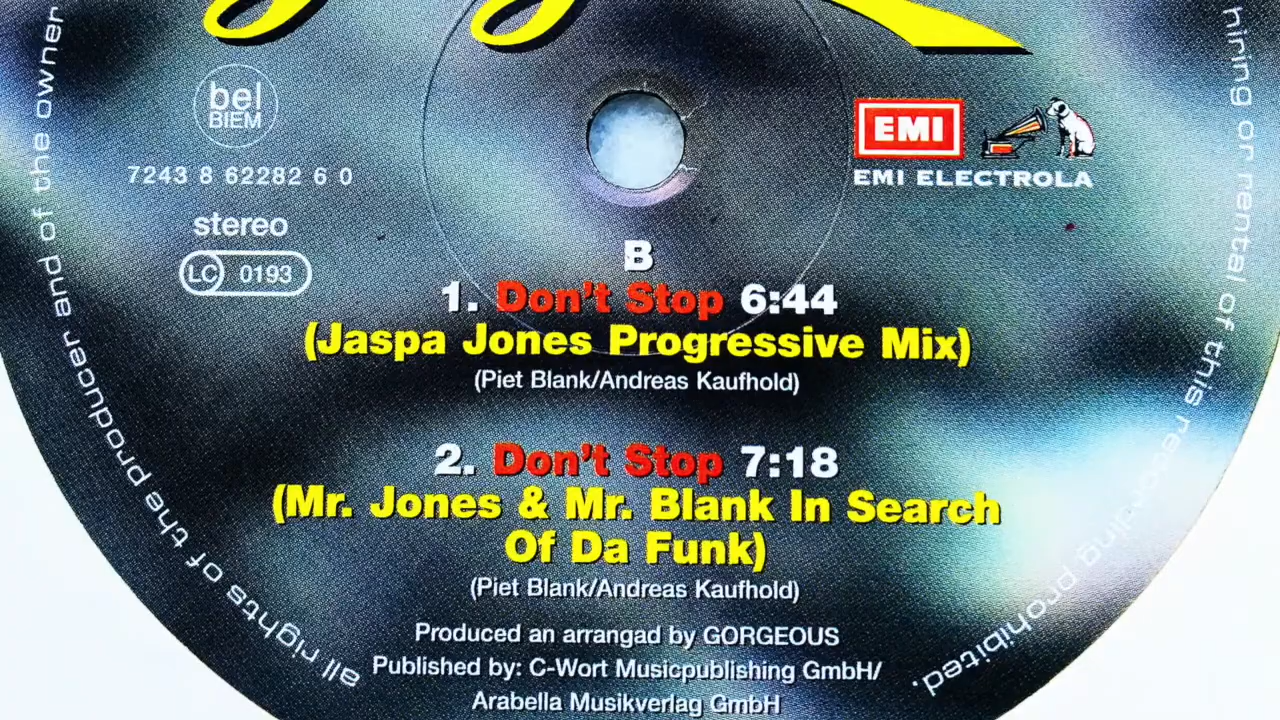 all rights of the producer and of the owner
hiring or rental of this recording prohibited.
bel
BIEM
7243 8 62282 6 0
stereo
LC 0193
EMI
EMI ELECTROLA
B
1. Don't Stop 6:44
(Jaspa Jones Progressive Mix)
(Piet Blank/Andreas Kaufhold)
2. Don't Stop 7:18
(Mr. Jones & Mr. Blank In Search
Of Da Funk)
(Piet Blank/Andreas Kaufhold)
Produced an arrangad by GORGEOUS
Published by: C-Wort Musicpublishing GmbH/
Arabella Musikverlag GmbH